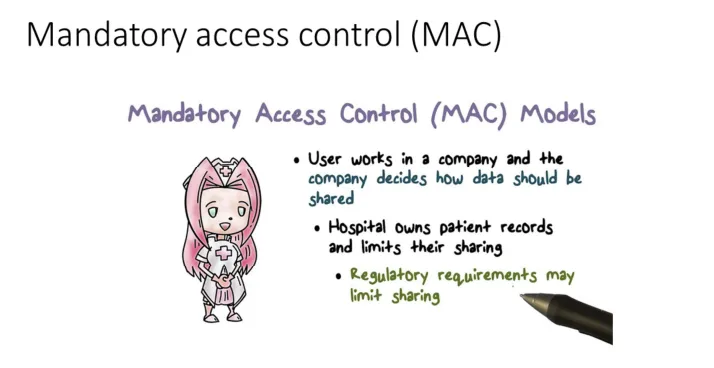 Mandatory access control (MAC)
Mandatory Access Control (MAC) Models
• User works in a company and the
company decides how data should be
shared
• Hospital owns patient records
and limits their sharing
• Regulatory requirements may
limit sharing